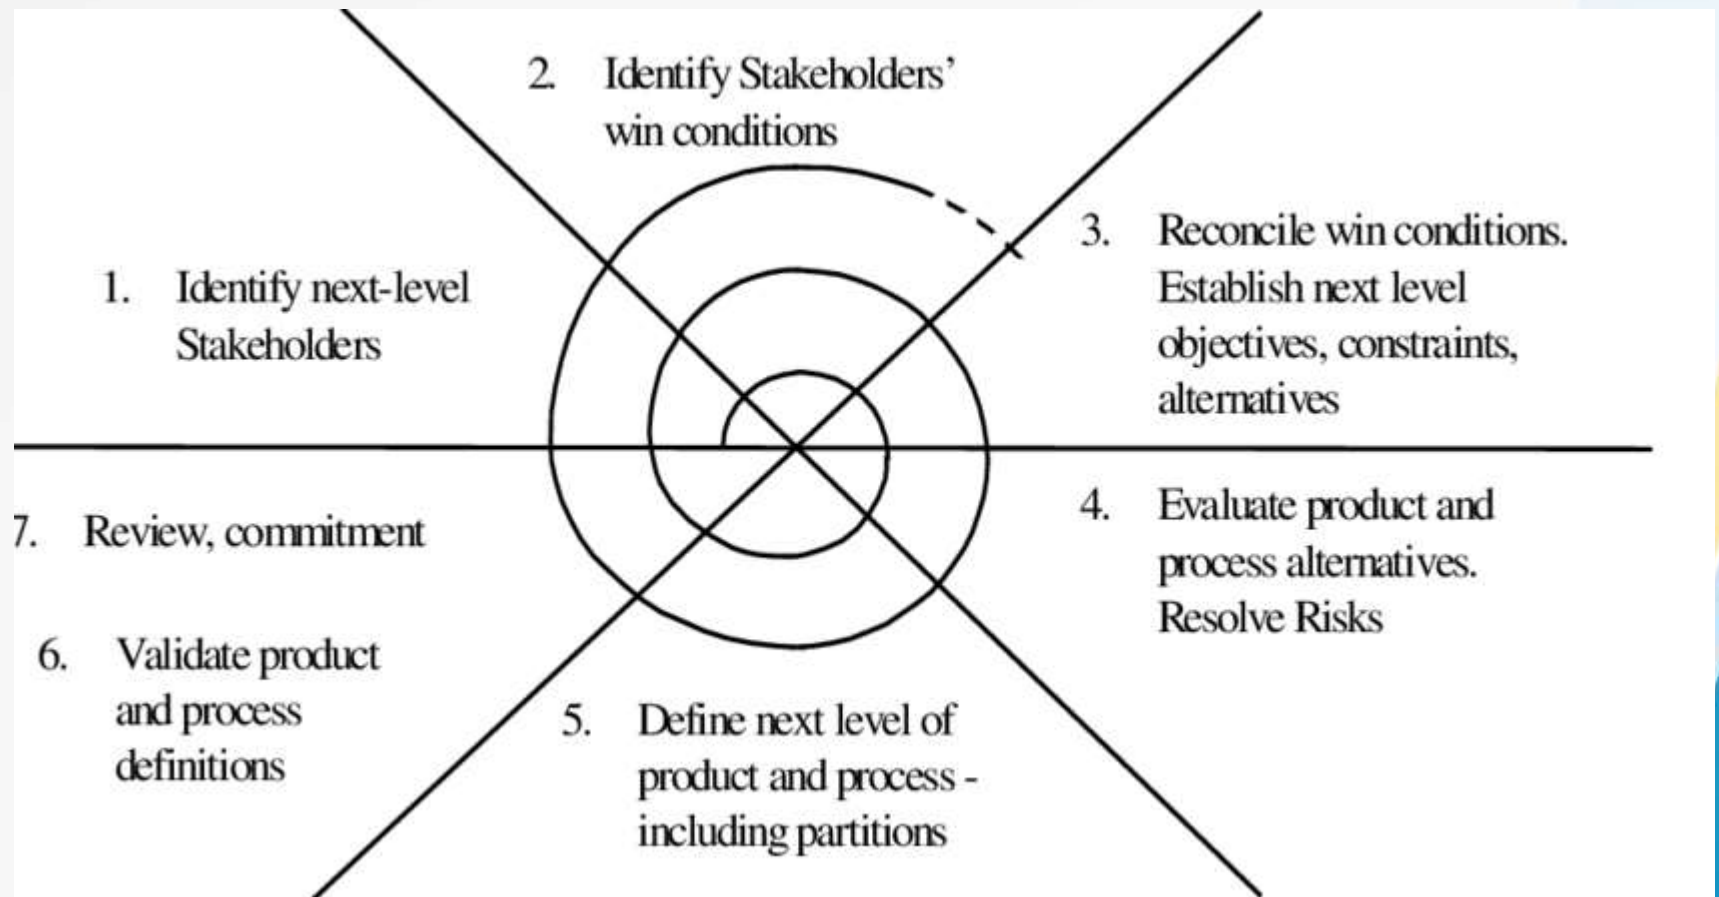 1. Identify next-level
Stakeholders
2. Identify Stakeholders’
win conditions
3. Reconcile win conditions.
Establish next level
objectives, constraints,
alternatives
4. Evaluate product and
process alternatives.
Resolve Risks
5. Define next level of
product and process -
including partitions
6. Validate product
and process
definitions
7. Review, commitment